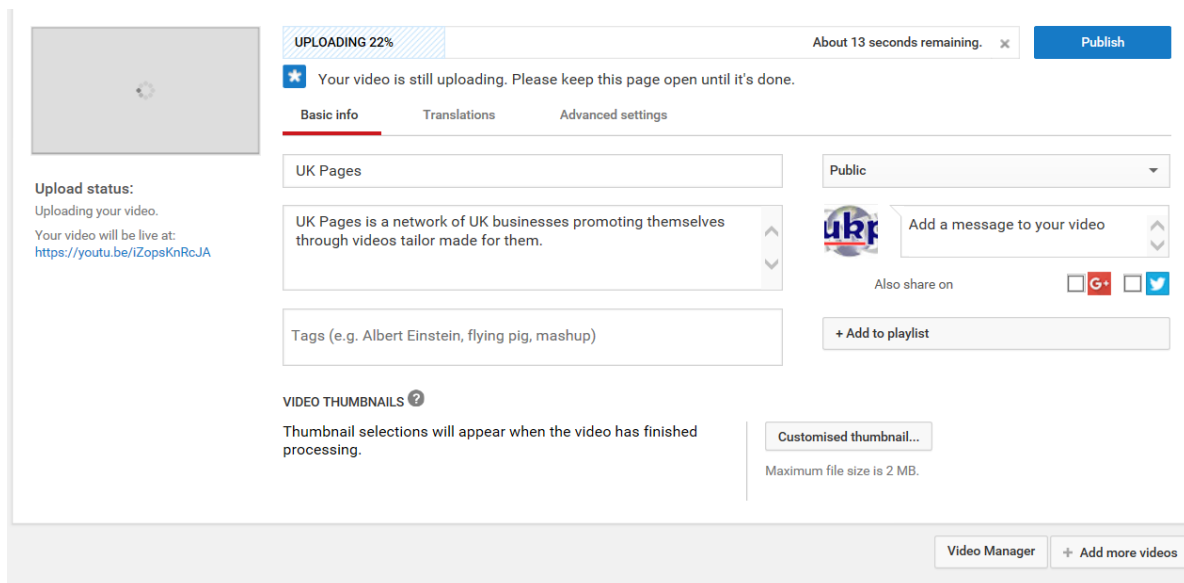 UPLOADING 22%
About 13 seconds remaining.
Publish
Your video is still uploading. Please keep this page open until it's done.
Basic info
Translations
Advanced settings
Upload status:
Uploading your video.
Your video will be live at:
https://youtu.be/iZopsKnRcJA
UK Pages
UK Pages is a network of UK businesses promoting themselves
through videos tailor made for them.
Tags (e.g. Albert Einstein, flying pig, mashup)
Public
ukp
Add a message to your video
Also share on
G+
+ Add to playlist
VIDEO THUMBNAILS ?
Thumbnail selections will appear when the video has finished
processing.
Customised thumbnail...
Maximum file size is 2 MB.
Video Manager
+ Add more videos